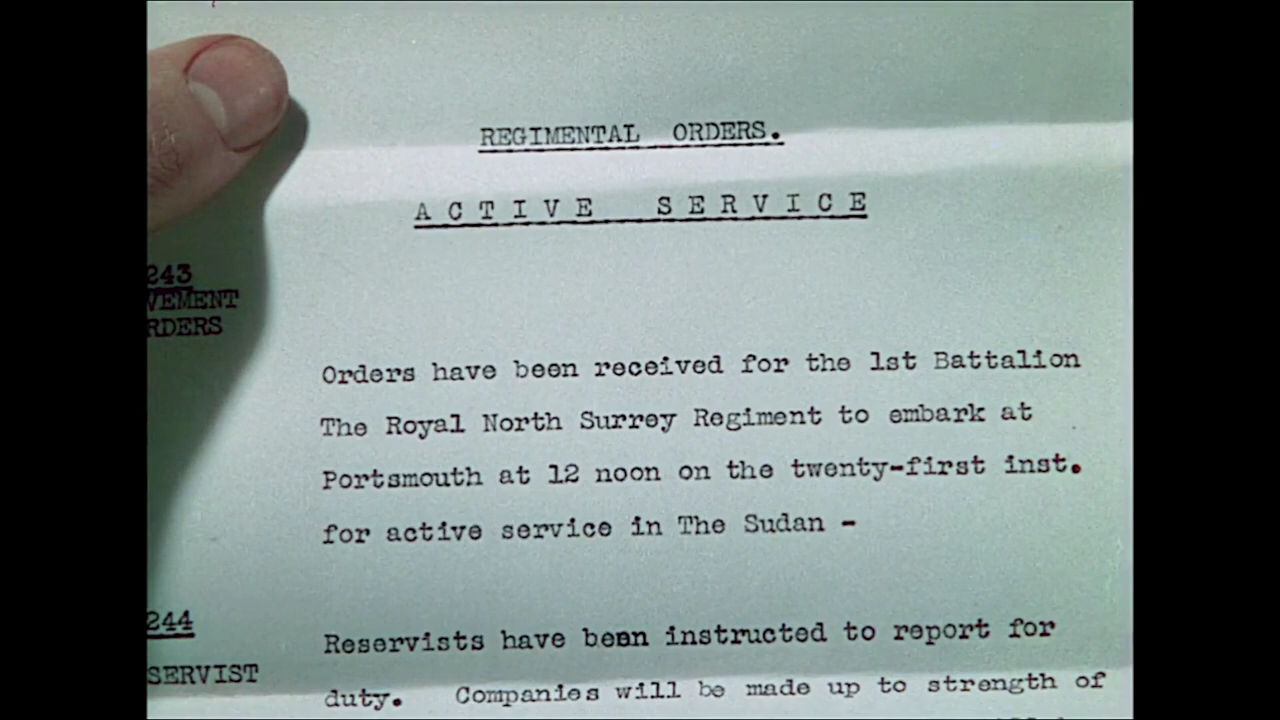 REGIMENTAL ORDERS.
ACTIVE SERVICE
243
VEMENT
RDERS
Orders have been received for the 1st Battalion
The Royal North Surrey Regiment to embark at
Portsmouth at 12 noon on the twenty-first inst.
for active service in The Sudan -
244
SERVIST
Reservists have been instructed to report for
duty. Companies will be made up to strength of